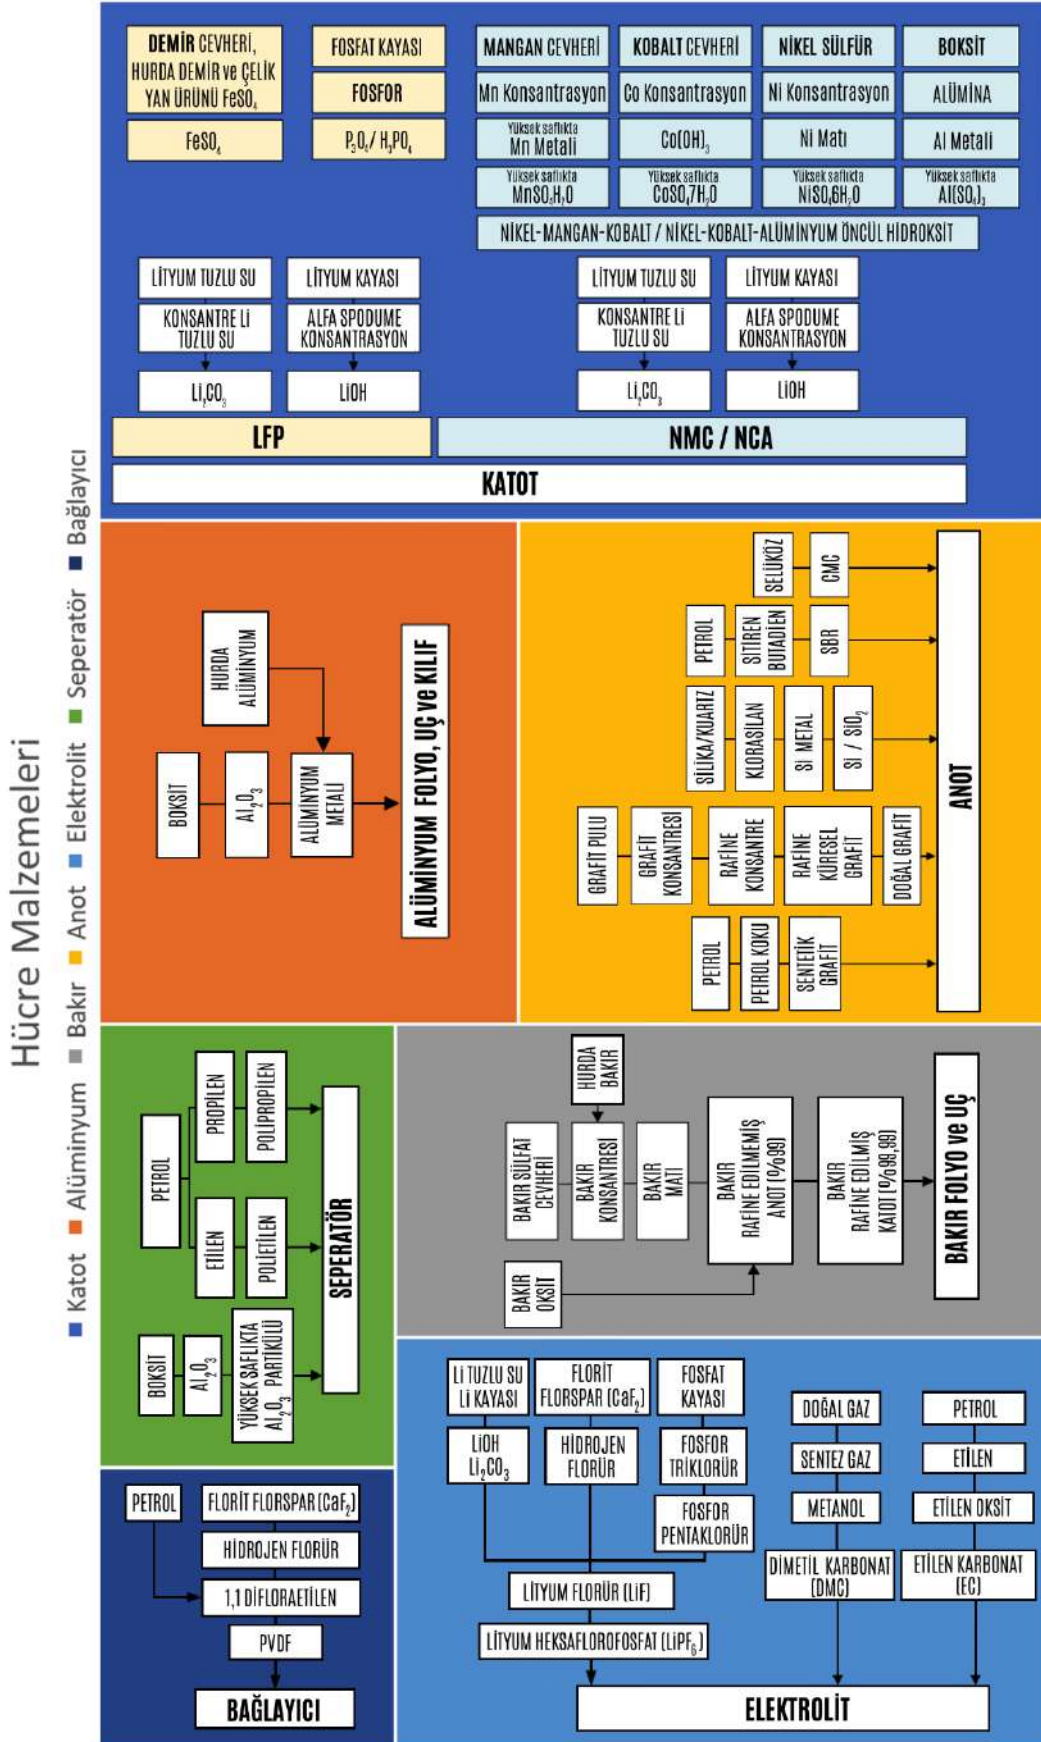 Hücre Malzemeleri
Katot
Alüminyum
Bakır
Anot
Elektrolit
Seperatör
Bağlayıcı
DEMİR CEVHERİ,
HURDA DEMİR ve ÇELİK
YAN ÜRÜNÜ FeSO₄
FeSO₄
FOSFAT KAYASI
FOSFOR
P₃O₄/ H₃PO₄
MANGAN CEVHERİ
Mn Konsantrasyon
Yüksek saflıkta
Mn Metali
Yüksek saflıkta
MnSO₄H₂O
KOBALT CEVHERİ
Co Konsantrasyon
Co(OH)₃
Yüksek saflıkta
CoSO₄7H₂O
NİKEL SÜLFÜR
Ni Konsantrasyon
Ni Matı
Yüksek saflıkta
NiSO₄6H₂O
BOKSİT
ALÜMİNA
Al Metali
Yüksek saflıkta
Al(SO₄)₃
NİKEL-MANGAN-KOBALT / NİKEL-KOBALT-ALÜMİNYUM ÖNCÜL HİDROKSİT
LİTYUM TUZLU SU
KONSANTRE Lİ
TUZLU SU
Li₂CO₃
LİTYUM KAYASI
ALFA SPODUME
KONSANTRASYON
LİOH
LİTYUM TUZLU SU
KONSANTRE Lİ
TUZLU SU
Li₂CO₃
LİTYUM KAYASI
ALFA SPODUME
KONSANTRASYON
LİOH
LFP
NMC / NCA
KATOT
BOKSİT
Al₂O₃
HURDA
ALÜMİNYUM
ALÜMİNYUM
METALİ
ALÜMİNYUM FOLYO, UÇ ve KILIF
PETROL
PETROL KOKU
SENTETİK
GRAFİT
GRAFİT PULU
GRAFİT
KONSANTRESİ
RAFİNE
KONSANTRE
RAFİNE
KÜRESEL
GRAFİT
DOĞAL GRAFİT
SİLİKA/KUARTZ
KLORASİLAN
Sİ METAL
Sİ / SİO₂
PETROL
SİTİREN
BUTADİEN
SBR
SELÜKÖZ
CMC
ANOT
BOKSİT
Al₂O₃
YÜKSEK SAFLIKTA
Al₂O₃ PARTİKÜLÜ
PETROL
ETİLEN
POLİETİLEN
PROPİLEN
POLİPROPİLEN
SEPERATÖR
BAKIR
OKSİT
BAKIR SÜLFAT
CEVHERİ
HURDA
BAKIR
BAKIR
KONSANTRESİ
BAKIR
MATI
BAKIR
RAFİNE EDİLMEMİŞ
ANOT (%99)
BAKIR
RAFİNE EDİLMİŞ
KATOT (%99,99)
BAKIR FOLYO ve UÇ
PETROL
FLORİT FLORSPAR (CaF₂)
HİDROJEN FLORÜR
1,1 DİFLORAETİLEN
PVDF
BAĞLAYICI
Lİ TUZLU SU
Lİ KAYASI
LİOH
Li₂CO₃
FLORİT
FLORSPAR (CaF₂)
HİDROJEN
FLORÜR
FOSFAT
KAYASI
FOSFOR
TRİKLORÜR
FOSFOR
PENTAKLORÜR
LİTYUM FLORÜR (LİF)
LİTYUM HEKSAFLOROFOSFAT (LİPF₆)
DOĞAL GAZ
SENTEZ GAZ
METANOL
DİMETİL KARBONAT
(DMC)
PETROL
ETİLEN
ETİLEN OKSİT
ETİLEN KARBONAT
(EC)
ELEKTROLİT